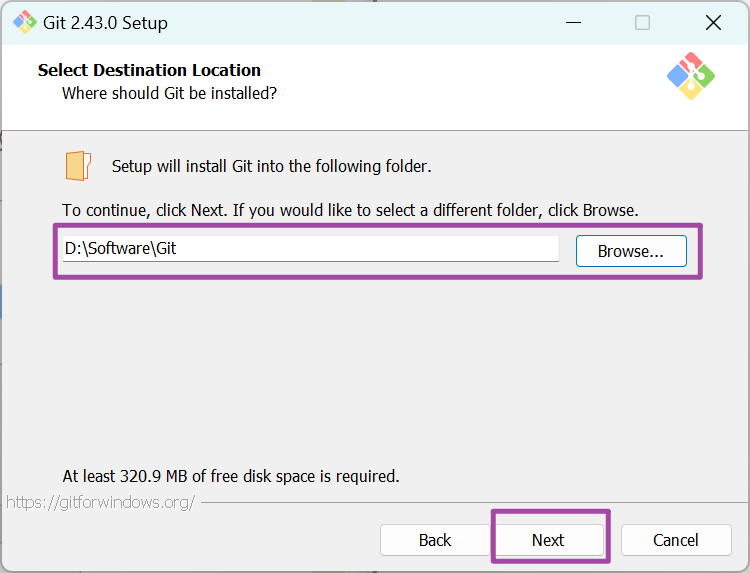 Git 2.43.0 Setup
Select Destination Location
Where should Git be installed?
Setup will install Git into the following folder.
To continue, click Next. If you would like to select a different folder, click Browse.
D:\Software\Git
Browse...
At least 320.9 MB of free disk space is required.
https://gitforwindows.org/
Back
Next
Cancel